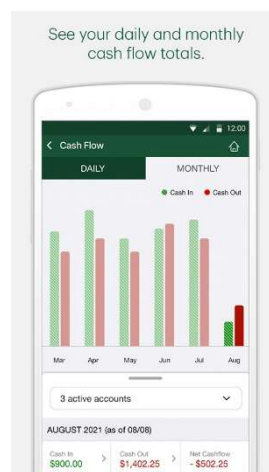 See your daily and monthly
cash flow totals.
12:00
Cash Flow
DAILY MONTHLY
Cash In Cash Out
Mar Apr May Jun Jul Aug
3 active accounts
AUGUST 2021 (as of 08/08)
Cash In Cash Out Net Cashflow
$900.00 $1,402.25 - $502.25